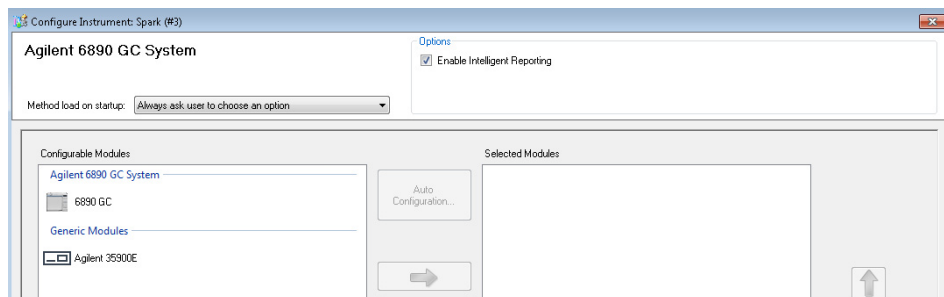 Configure Instrument: Spark (#3)
Agilent 6890 GC System
Options
Enable Intelligent Reporting
Method load on startup: Always ask user to choose an option
Configurable Modules
Selected Modules
Agilent 6890 GC System
6890 GC
Generic Modules
Agilent 35900E
Auto
Configuration...